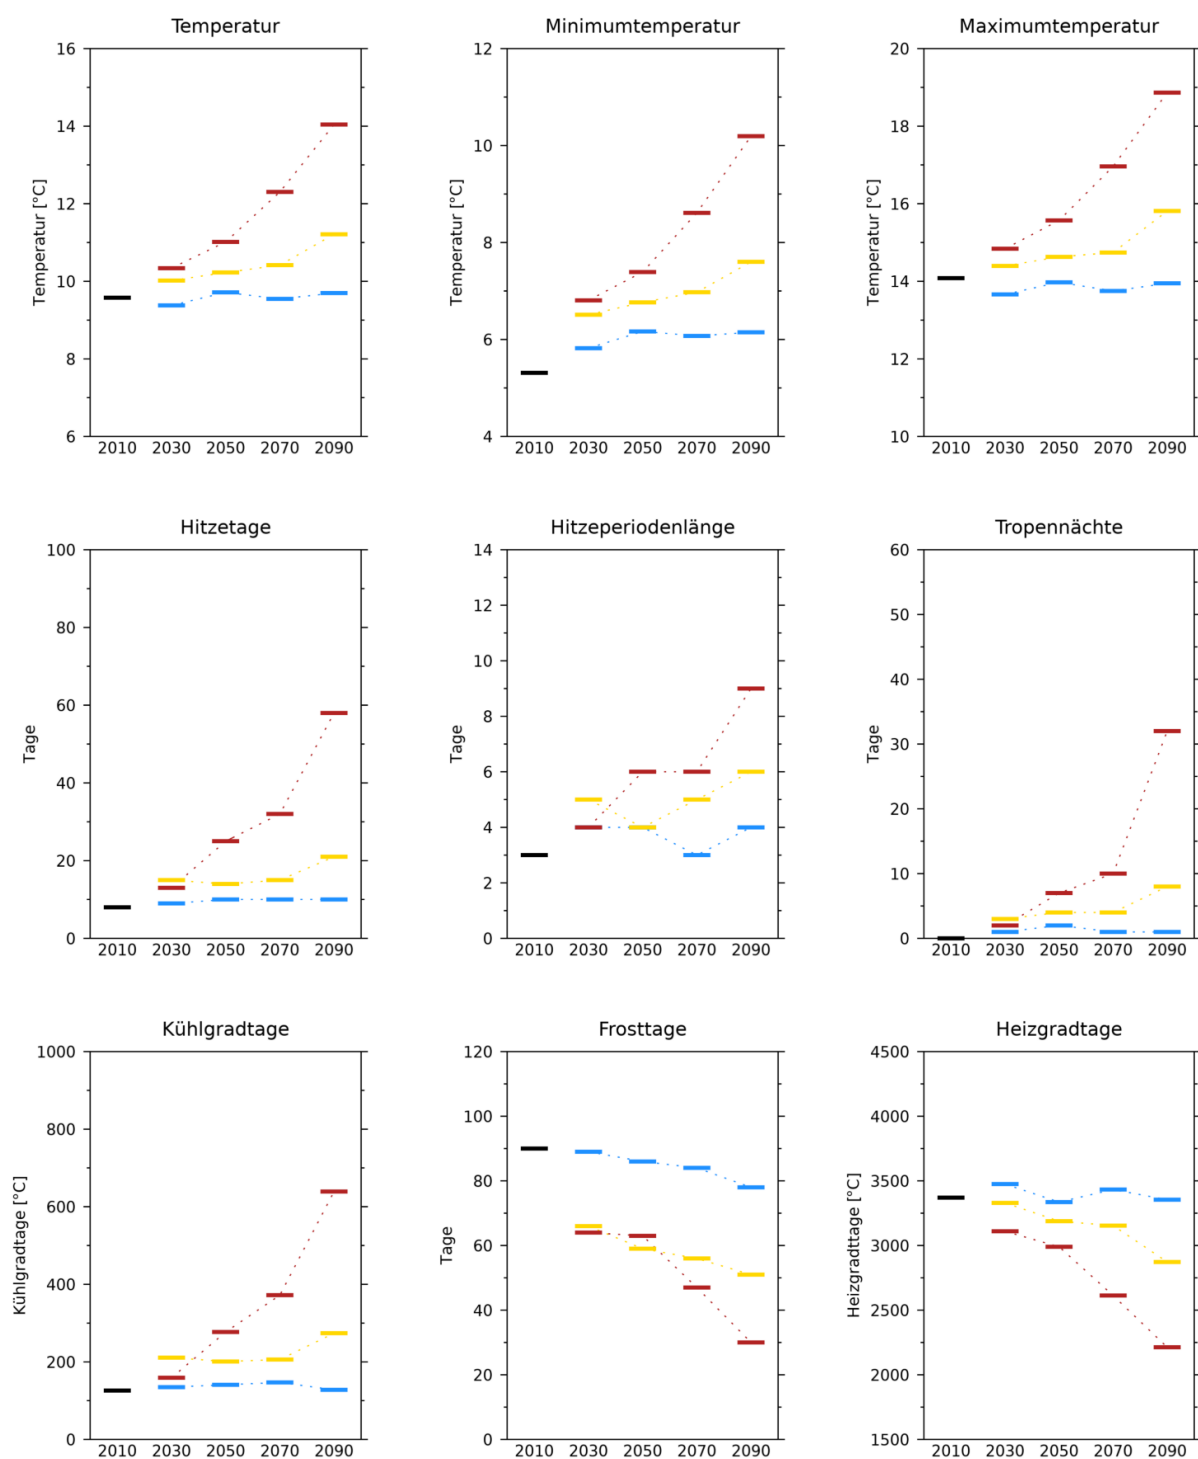 Temperatur
Temperatur [°C]
16
14
12
10
8
6
2010 2030 2050 2070 2090
Minimumtemperatur
Temperatur [°C]
12
10
8
6
4
2010 2030 2050 2070 2090
Maximumtemperatur
Temperatur [°C]
20
18
16
14
12
10
2010 2030 2050 2070 2090
Hitzetage
Tage
100
80
60
40
20
0
2010 2030 2050 2070 2090
Hitzeperiodenlänge
Tage
14
12
10
8
6
4
2
0
2010 2030 2050 2070 2090
Tropennächte
Tage
60
50
40
30
20
10
0
2010 2030 2050 2070 2090
Kühlgradtage
Kühlgradtage [°C]
1000
800
600
400
200
0
2010 2030 2050 2070 2090
Frosttage
Tage
120
100
80
60
40
20
0
2010 2030 2050 2070 2090
Heizgradtage
Heizgradttage [°C]
4500
4000
3500
3000
2500
2000
1500
2010 2030 2050 2070 2090